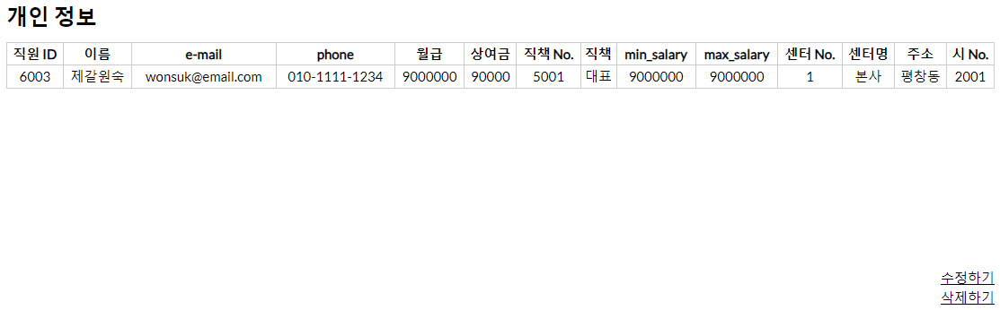 개인 정보
직원 ID 이름 e-mail phone 월급 상여금 직책 No. 직책 min_salary max_salary 센터 No. 센터명 주소 시 No.
6003 제갈원숙 wonsuk@email.com 010-1111-1234 9000000 90000 5001 대표 9000000 9000000 1 본사 평창동 2001
수정하기
삭제하기